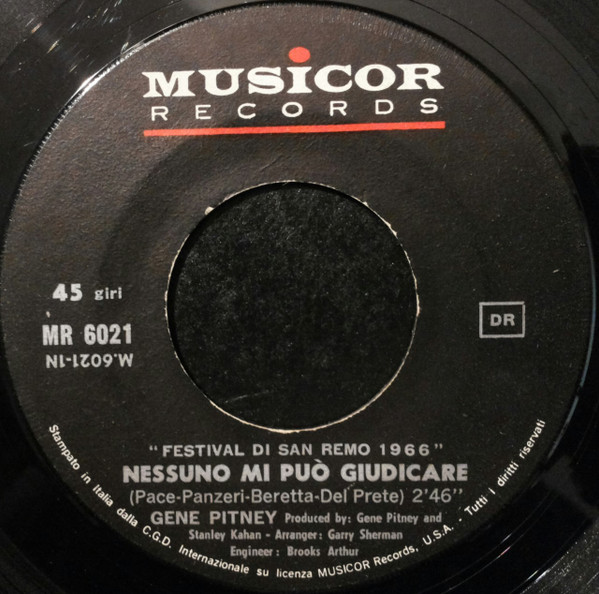 MUSICOR
RECORDS
45 giri
MR 6021
M.6021-1N
DR
"FESTIVAL DI SAN REMO 1966"
NESSUNO MI PUÒ GIUDICARE
(Pace-Panzeri-Beretta-Del Prete) 2'46"
GENE PITNEY Produced by: Gene Pitney and
Stanley Kahan - Arranger: Garry Sherman
Engineer: Brooks Arthur
Stampato in Italia dalla C.G.D. Internazionale su licenza MUSICOR Records, U.S.A. - Tutti i diritti riservati